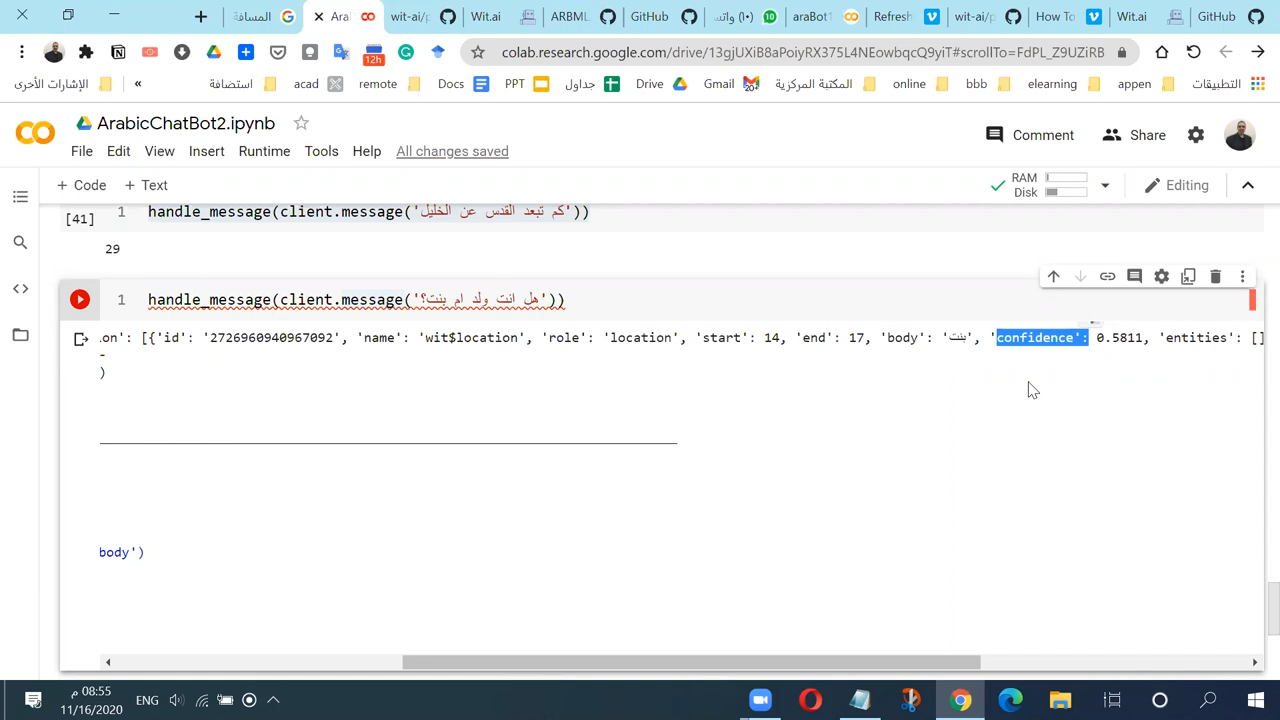 المسافة
Ara
wit-ai/p
Wit.ai
ARBML
GitHub
(•) واتسـ
araBot1
Refresh
wit-ai/p
How To
Wit.ai
GitHub
12h
colab.research.google.com/drive/13gjUXiB8aPvnpRX375L4NEowbqcQ9yiT#scrollTo=FdPL_Z9UYcRB
الإشارات الأخرى
«
استضافة
acad
remote
Docs
PPT
جداول
Drive
Gmail
المكتبة المركزية
online
bbb
elearning
appen
التطبيقات
ArabicChatBot2.ipynb
Comment
Share
File Edit View Insert Runtime Tools Help All changes saved
+ Code + Text
RAM
Disk
Editing
[41] 1 handle_message(client.message('كم تبعد القدس عن الخليل'))
29
1 handle_message(client.message('هل انت ولد ام بنت؟'))
on': [{'id': '2726960940967092', 'name': 'wit$location', 'role': 'location', 'start': 14, 'end': 17, 'body': 'بنت', 'confidence': 0.5811, 'entities': []
)
body')
08:55 م
11/16/2020
ENG